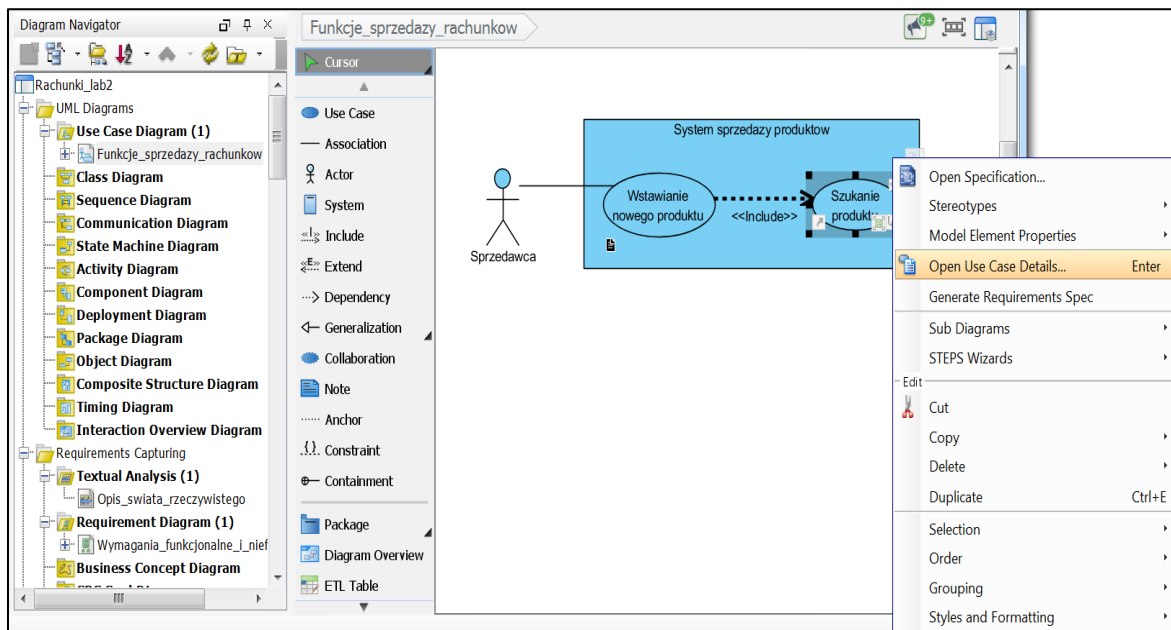 Diagram Navigator
Rachunki_lab2
UML Diagrams
Use Case Diagram (1)
Funkcje_sprzedazy_rachunkow
Class Diagram
Sequence Diagram
Communication Diagram
State Machine Diagram
Activity Diagram
Component Diagram
Deployment Diagram
Package Diagram
Object Diagram
Composite Structure Diagram
Timing Diagram
Interaction Overview Diagram
Requirements Capturing
Textual Analysis (1)
Opis_swiata_rzeczywistego
Requirement Diagram (1)
Wymagania_funkcjonalne_i_nief
Business Concept Diagram
Funkcje_sprzedazy_rachunkow
9+
Cursor
Use Case
Association
Actor
System
Include
Extend
Dependency
Generalization
Collaboration
Note
Anchor
Constraint
Containment
Package
Diagram Overview
ETL Table
System sprzedazy produktow
Sprzedawca
Wstawianie
nowego produktu
<<Include>>
Szukanie
Open Specification...
Stereotypes
Model Element Properties
Open Use Case Details... Enter
Generate Requirements Spec
Sub Diagrams
STEPS Wizards
Edit
Cut
Copy
Delete
Duplicate Ctrl+E
Selection
Order
Grouping
Styles and Formatting